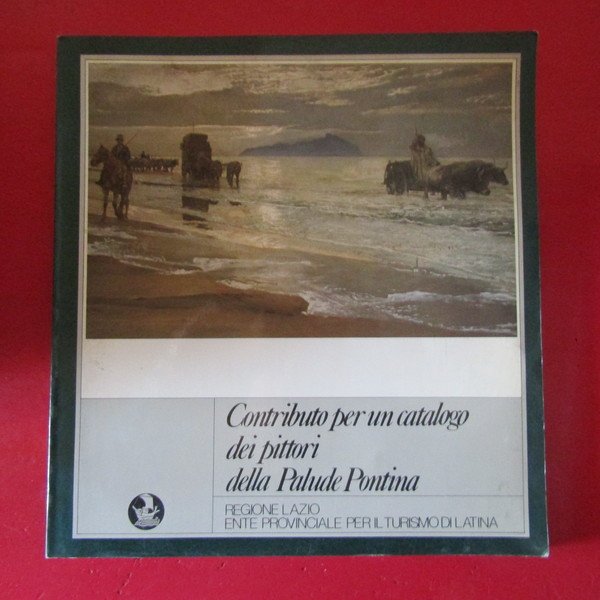 Contributo per un catalogo
dei pittori
della Palude Pontina
REGIONE LAZIO
ENTE PROVINCIALE PER IL TURISMO DI LATINA